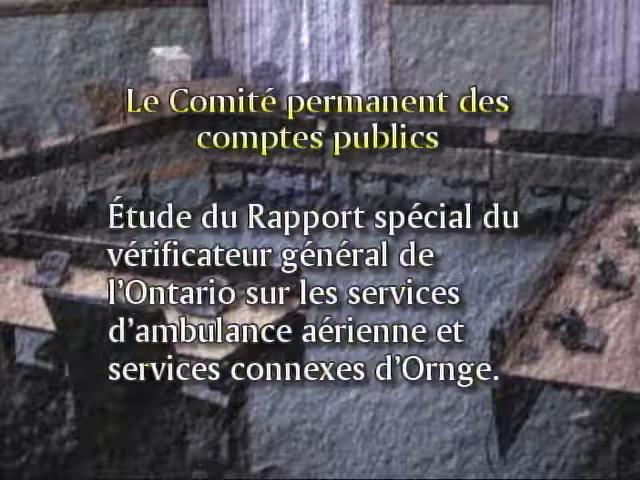 Le Comité permanent des
comptes publics
Étude du Rapport spécial du
vérificateur général de
l'Ontario sur les services
d'ambulance aérienne et
services connexes d'Ornge.